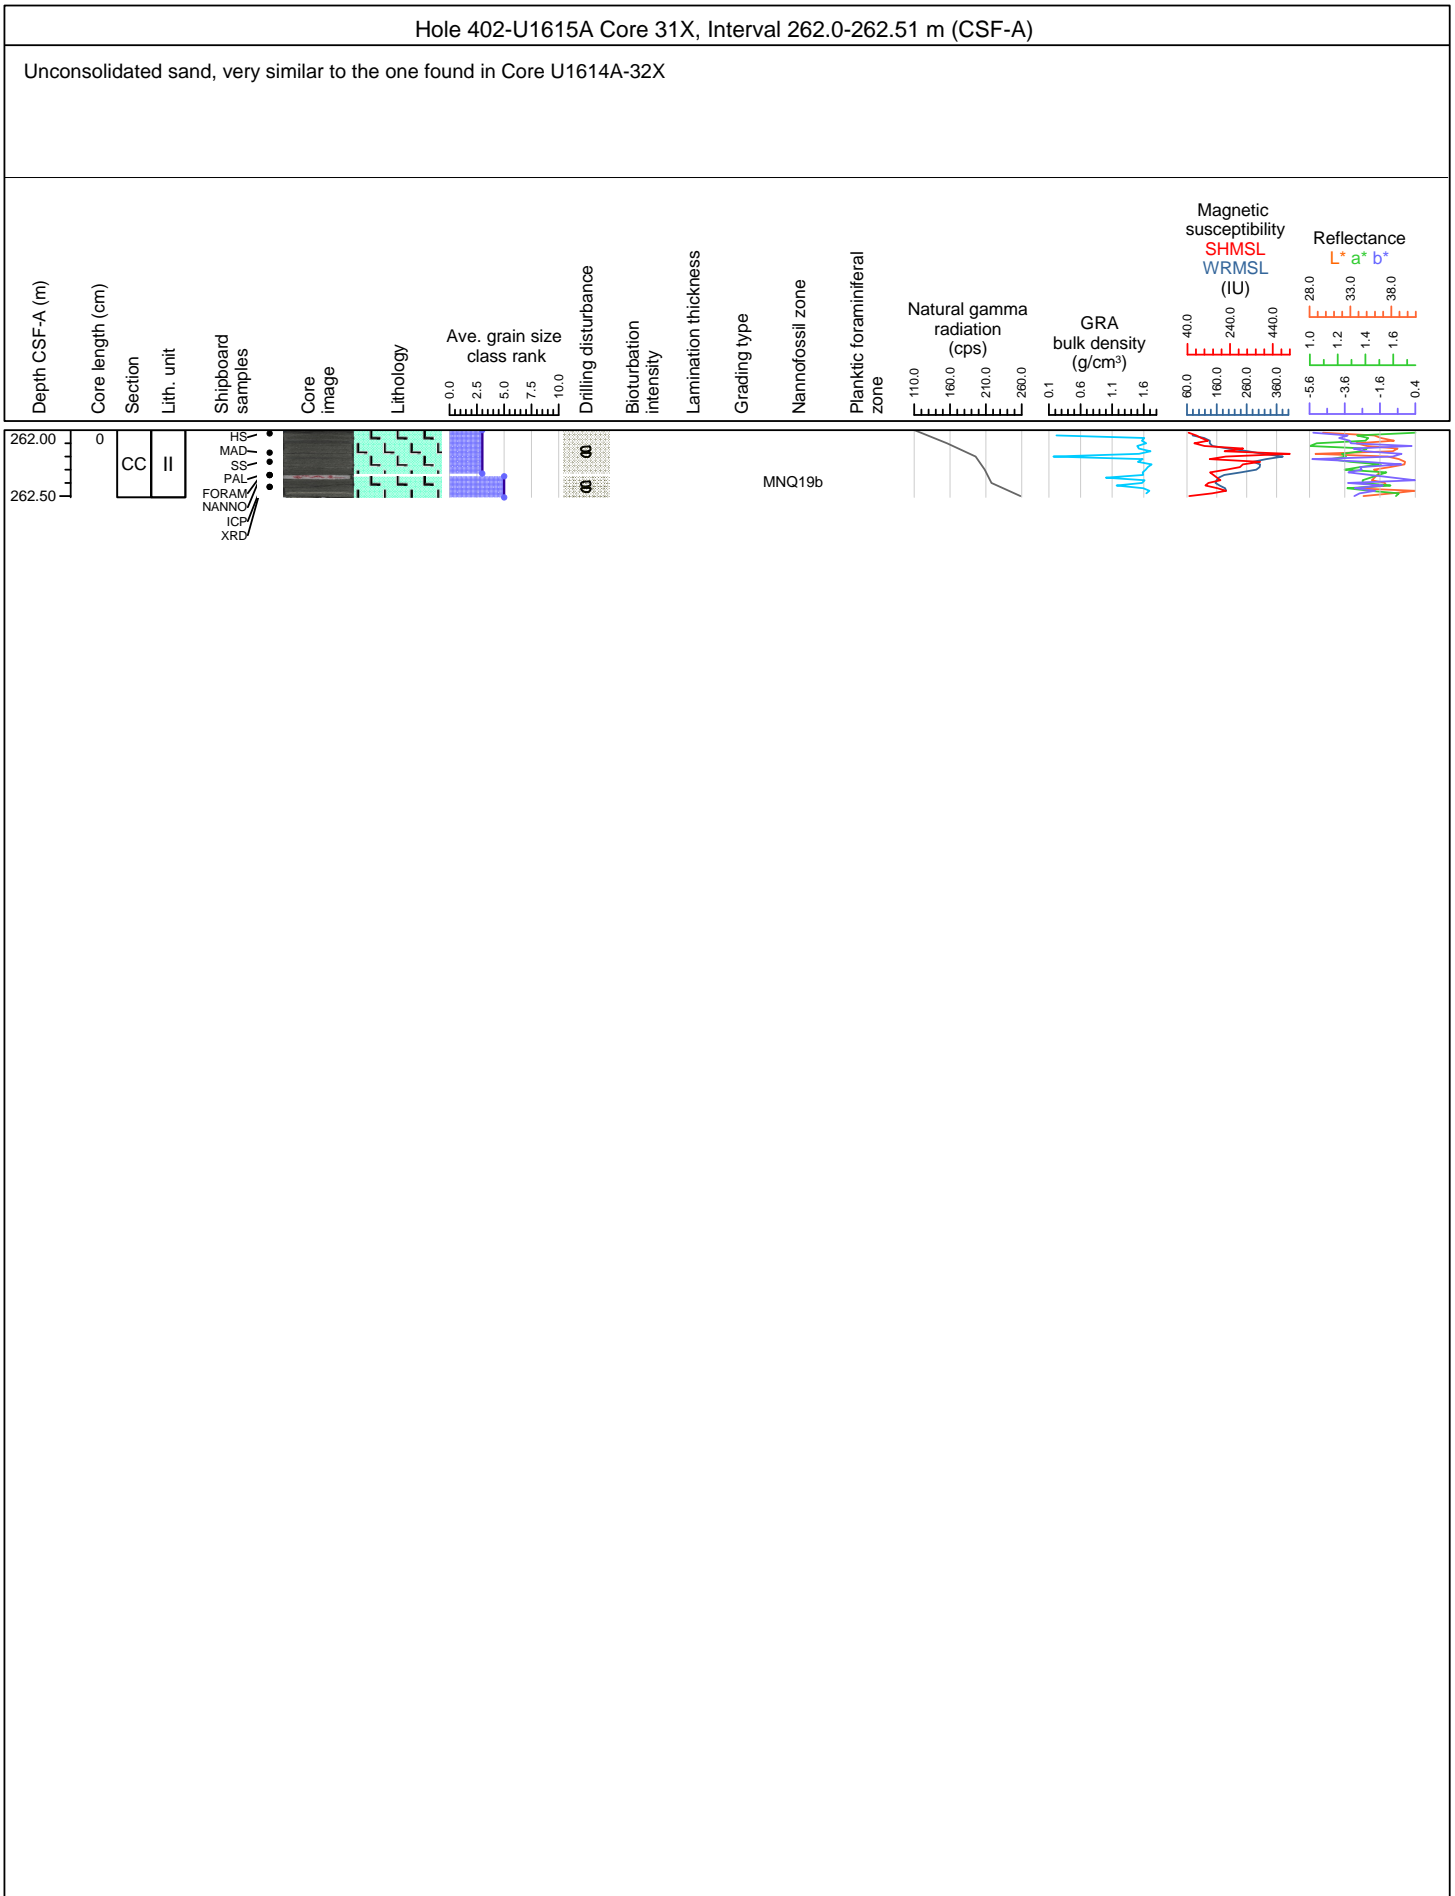 Hole 402-U1615A Core 31X, Interval 262.0-262.51 m (CSF-A)
Unconsolidated sand, very similar to the one found in Core U1614A-32X
Depth CSF-A (m)
Core length (cm)
Section
Lith. unit
Shipboard
samples
Core
image
Lithology
Ave. grain size
class rank
0.0
2.5
5.0
7.5
10.0
Drilling disturbance
Bioturbation
intensity
Lamination thickness
Grading type
Nannofossil zone
Planktic foraminiferal
zone
Natural gamma
radiation
(cps)
110.0
160.0
210.0
260.0
GRA
bulk density
(g/cm³)
0.1
0.6
1.1
1.6
Magnetic
susceptibility
SHMSL
WRMSL
(IU)
40.0
240.0
440.0
60.0
160.0
260.0
360.0
Reflectance
L* a* b*
28.0
33.0
38.0
1.0
1.2
1.4
1.6
-5.6
-3.6
-1.6
0.4
262.00
0
262.50
CC
II
HS
MAD
SS
PAL
FORAM
NANNO
ICP
XRD
MNQ19b